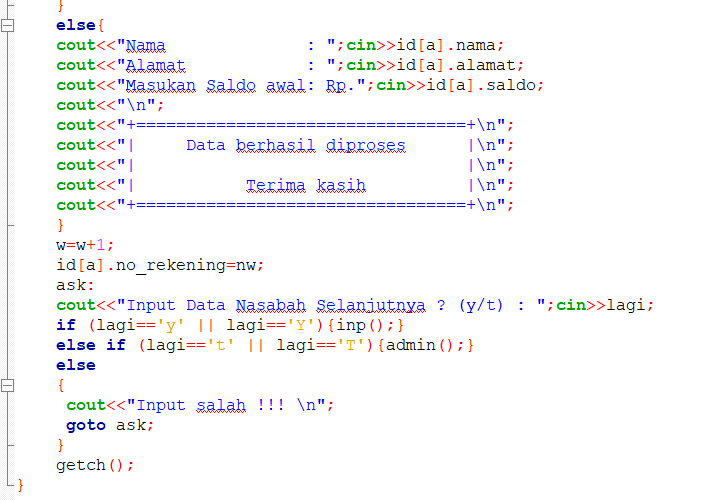 }
else{
cout<<"Nama              : ";cin>>id[a].nama;
cout<<"Alamat            : ";cin>>id[a].alamat;
cout<<"Masukan Saldo awal: Rp.";cin>>id[a].saldo;
cout<<"\n";
cout<<"+=================================+\n";
cout<<"|     Data berhasil diproses      |\n";
cout<<"|                                 |\n";
cout<<"|           Terima kasih          |\n";
cout<<"+=================================+\n";
}
w=w+1;
id[a].no_rekening=nw;
ask:
cout<<"Input Data Nasabah Selanjutnya ? (y/t) : ";cin>>lagi;
if (lagi=='y' || lagi=='Y'){inp();}
else if (lagi=='t' || lagi=='T'){admin();}
else
{
 cout<<"Input salah !!! \n";
 goto ask;
}
getch();
}